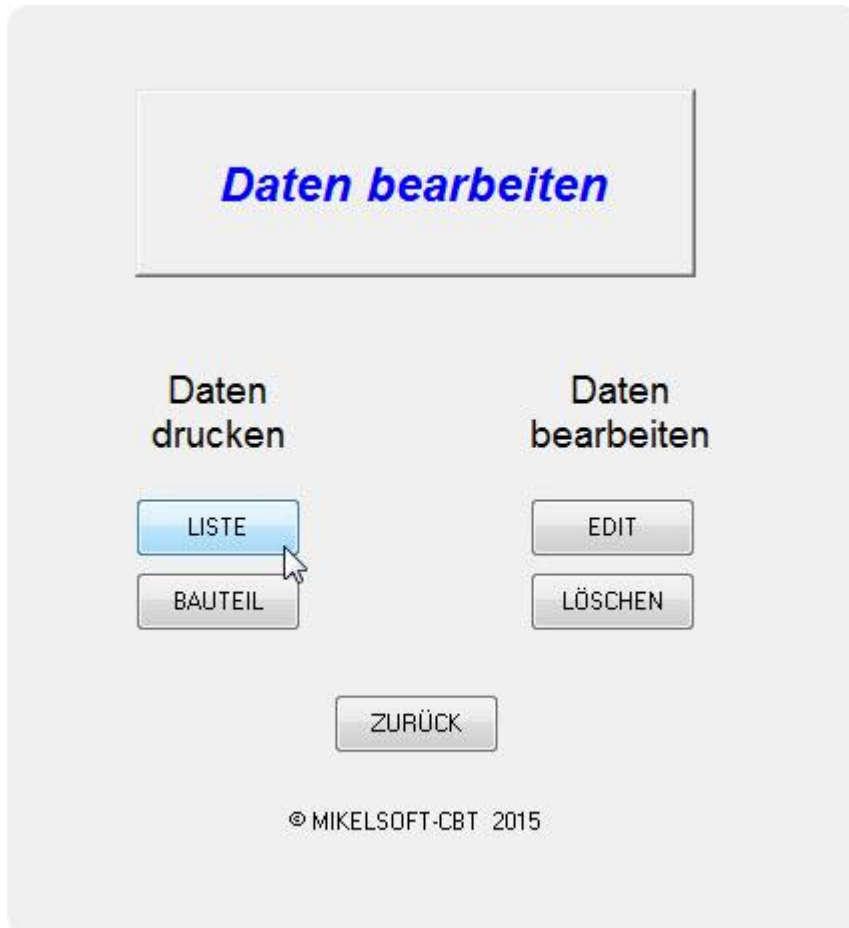 Daten bearbeiten
Daten
drucken
Daten
bearbeiten
LISTE
EDIT
BAUTEIL
LÖSCHEN
ZURÜCK
© MIKELSOFT-CBT 2015